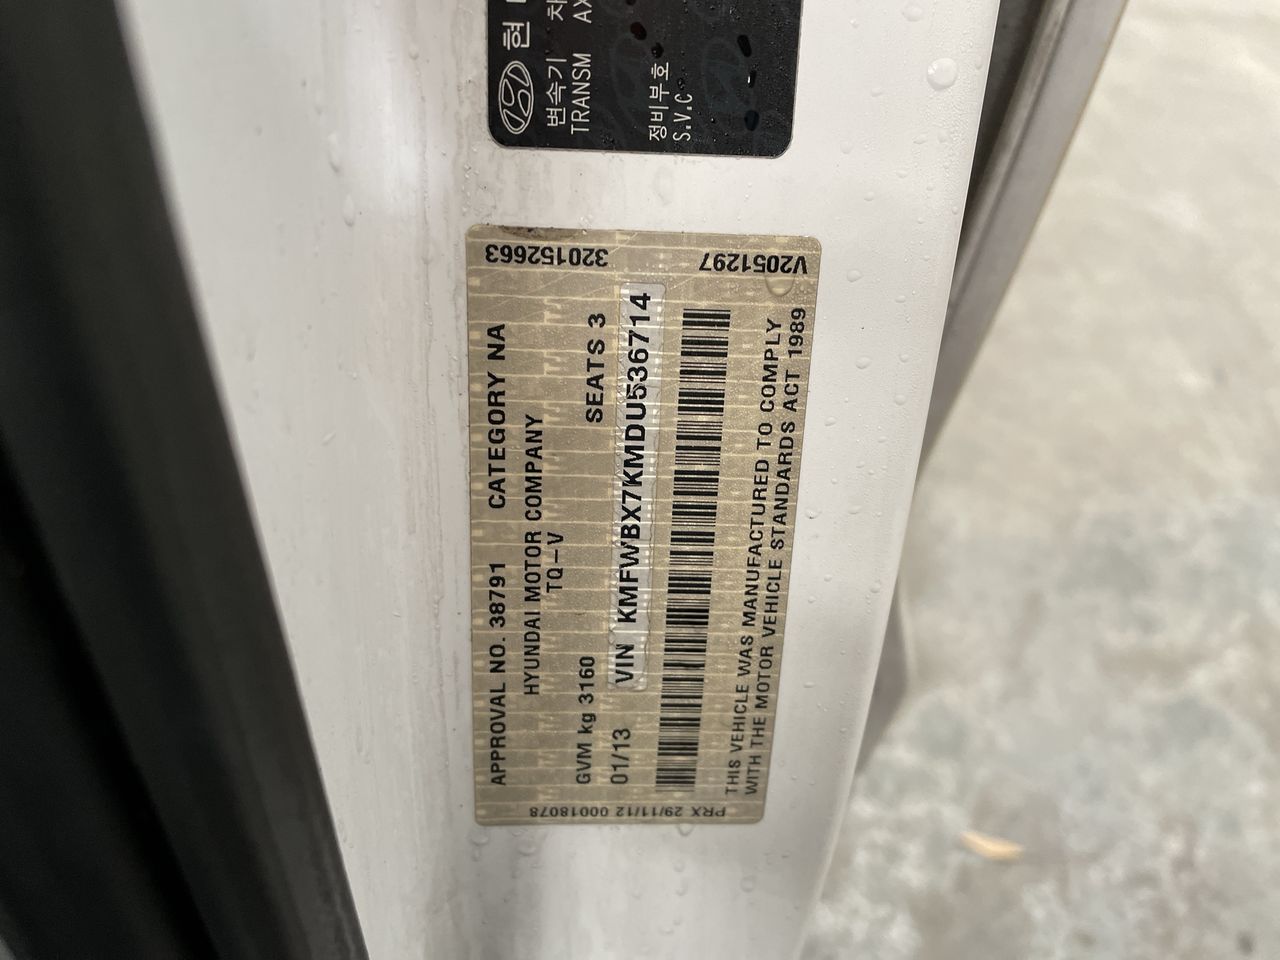 현
변속기
TRANSM
정비부호
S.V.C
320152663
V2051297
APPROVAL NO. 38791 CATEGORY NA
HYUNDAI MOTOR COMPANY
TQ-V
GVM kg 3160 SEATS 3
01/13 VIN KMFWBX7KMDU536714
THIS VEHICLE WAS MANUFACTURED TO COMPLY
WITH THE MOTOR VEHICLE STANDARDS ACT 1989
PRX 29/11/12 00018078